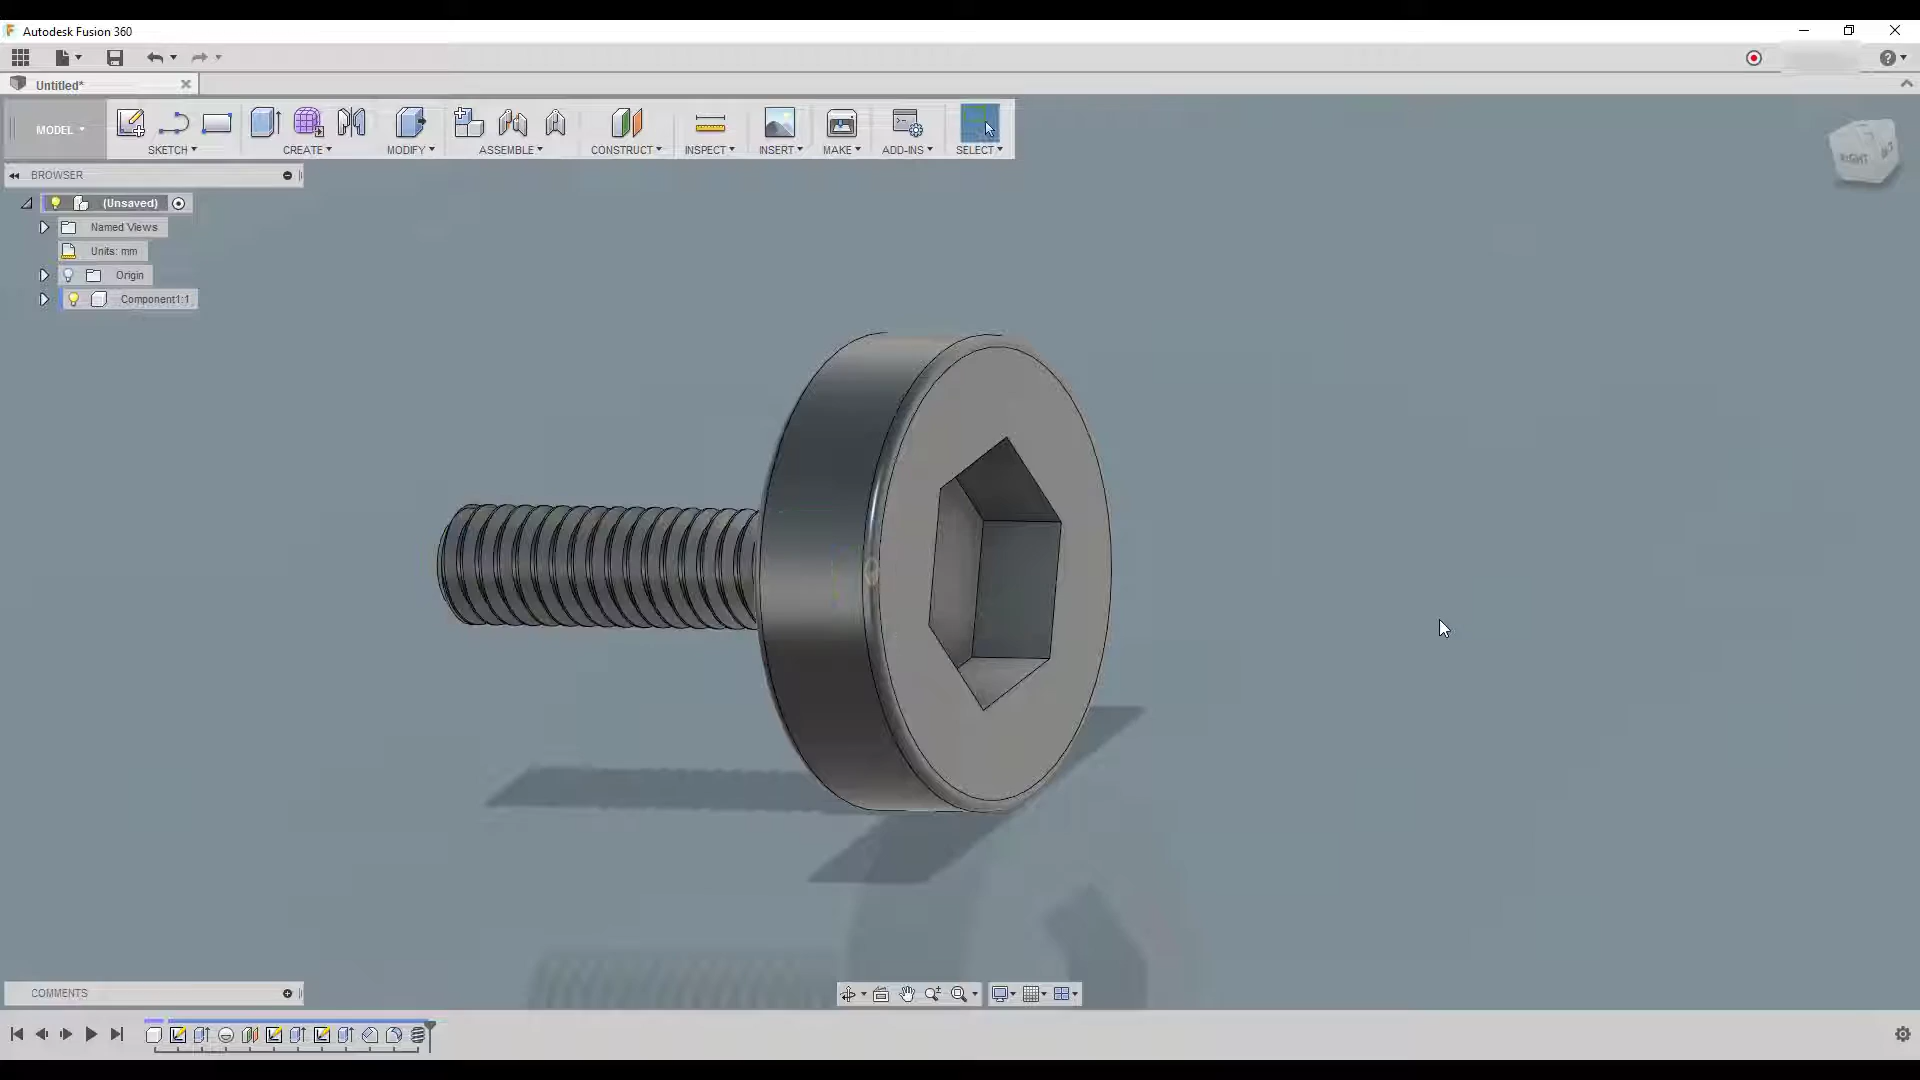 Autodesk Fusion 360
Untitled*
MODEL
SKETCH
CREATE
MODIFY
ASSEMBLE
CONSTRUCT
INSPECT
INSERT
MAKE
ADD-INS
SELECT
BROWSER
(Unsaved)
Named Views
Units: mm
Origin
Component1:1
RIGHT
COMMENTS